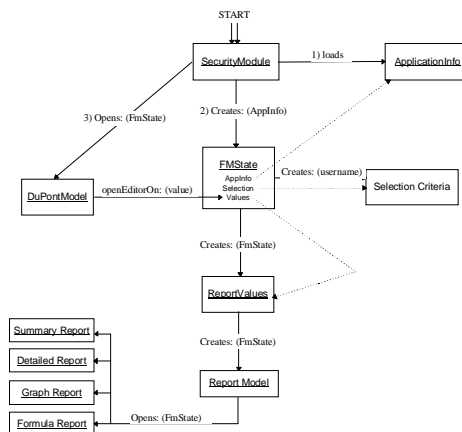 START
SecurityModule
1) loads
ApplicationInfo
3) Opens: (FmState)
2) Creates: (AppInfo)
FMState
AppInfo
Selection
Values
Creates: (username)
Selection Criteria
DuPontModel
openEditorOn: (value)
Creates: (FmState)
ReportValues
Creates: (FmState)
Summary Report
Detailed Report
Graph Report
Formula Report
Report Model
Opens: (FmState)